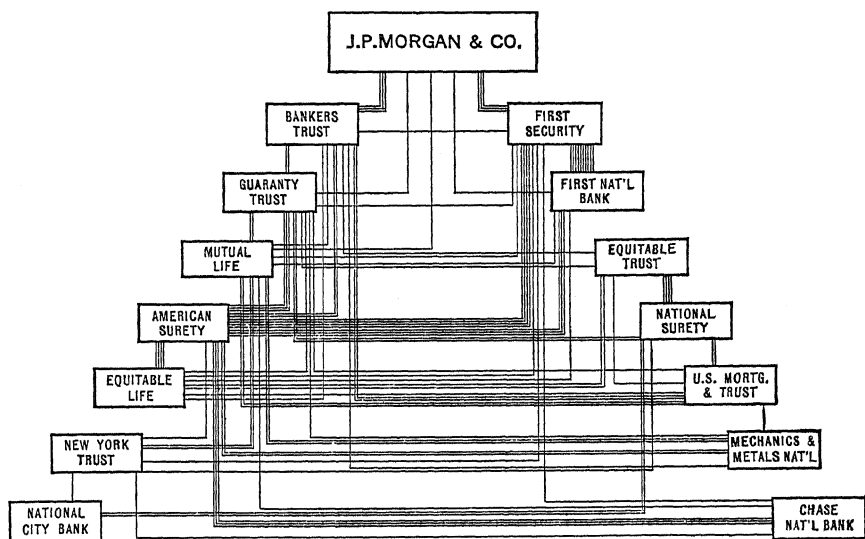 J.P.MORGAN & CO.
BANKERS
TRUST
FIRST
SECURITY
GUARANTY
TRUST
FIRST NAT'L
BANK
MUTUAL
LIFE
EQUITABLE
TRUST
AMERICAN
SURETY
NATIONAL
SURETY
EQUITABLE
LIFE
U.S. MORTG.
& TRUST
NEW YORK
TRUST
MECHANICS &
METALS NAT'L
NATIONAL
CITY BANK
CHASE
NAT'L BANK